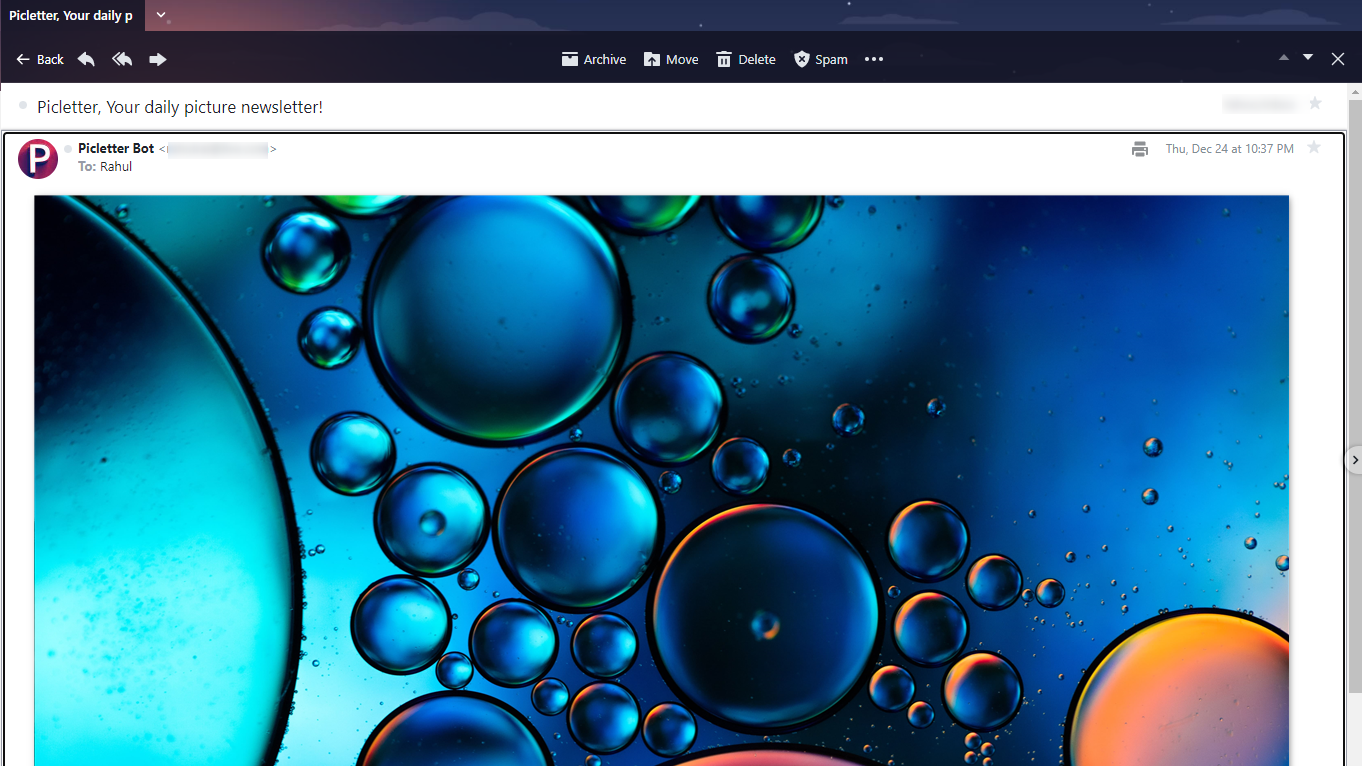 Picletter, Your daily p
Back
Archive
Move
Delete
Spam
Picletter, Your daily picture newsletter!
P
Picletter Bot < >
Thu, Dec 24 at 10:37 PM
To: Rahul